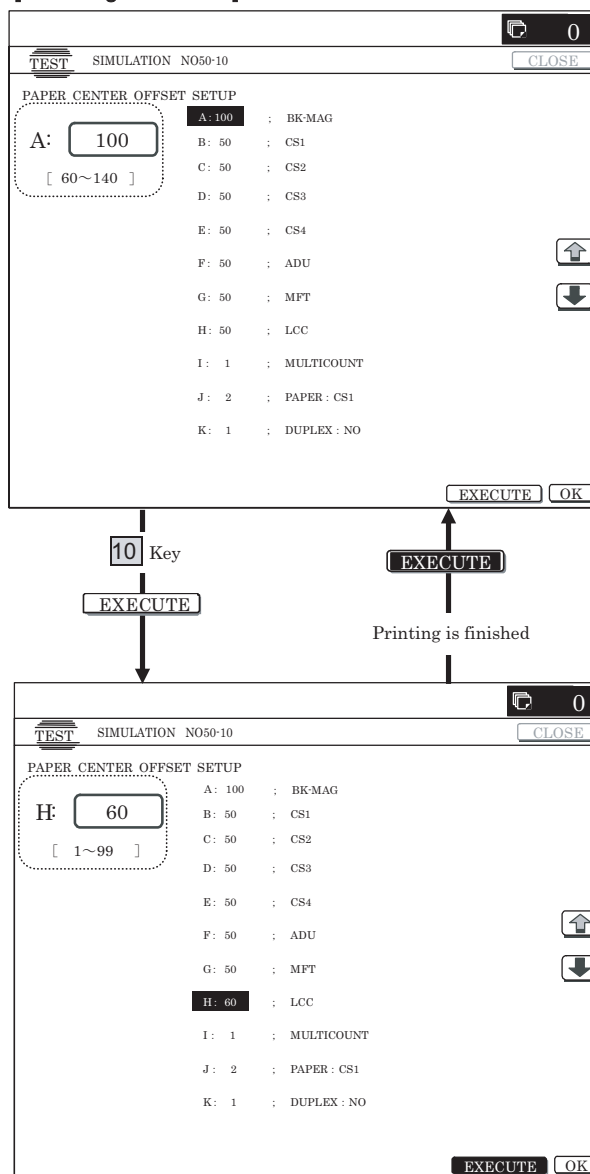 0
TEST SIMULATION NO50-10 CLOSE
PAPER CENTER OFFSET SETUP
A: 100
[ 60~140 ]
A: 100 ; BK-MAG
B: 50 ; CS1
C: 50 ; CS2
D: 50 ; CS3
E: 50 ; CS4
F: 50 ; ADU
G: 50 ; MFT
H: 50 ; LCC
I: 1 ; MULTICOUNT
J: 2 ; PAPER : CS1
K: 1 ; DUPLEX : NO
EXECUTE OK
10 Key
EXECUTE
EXECUTE
Printing is finished
0
TEST SIMULATION NO50-10 CLOSE
PAPER CENTER OFFSET SETUP
H: 60
[ 1~99 ]
A: 100 ; BK-MAG
B: 50 ; CS1
C: 50 ; CS2
D: 50 ; CS3
E: 50 ; CS4
F: 50 ; ADU
G: 50 ; MFT
H: 60 ; LCC
I: 1 ; MULTICOUNT
J: 2 ; PAPER : CS1
K: 1 ; DUPLEX : NO
EXECUTE OK